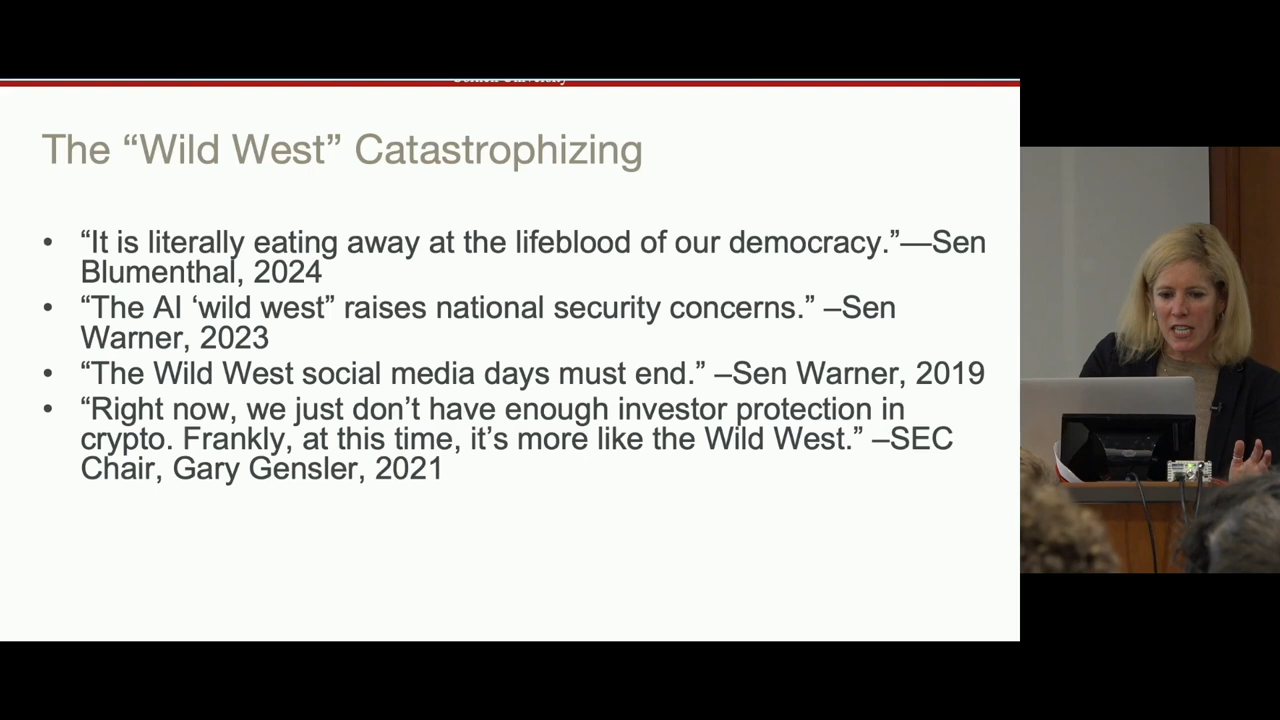 The “Wild West” Catastrophizing
• “It is literally eating away at the lifeblood of our democracy.”—Sen
Blumenthal, 2024
• “The AI ‘wild west” raises national security concerns.” –Sen
Warner, 2023
• “The Wild West social media days must end.” –Sen Warner, 2019
• “Right now, we just don’t have enough investor protection in
crypto. Frankly, at this time, it’s more like the Wild West.” –SEC
Chair, Gary Gensler, 2021